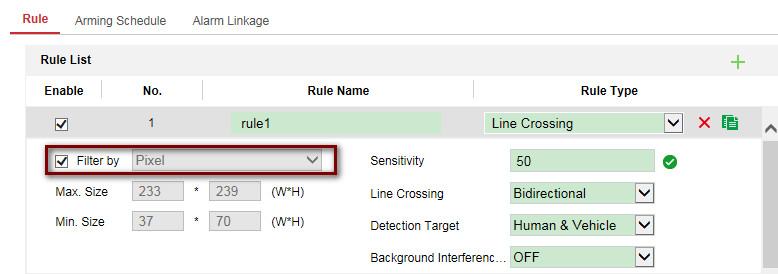 Rule Arming Schedule Alarm Linkage
Rule List
Enable No. Rule Name Rule Type
1 rule1 Line Crossing
Filter by Pixel Sensitivity 50
Max. Size 233 * 239 (W*H) Line Crossing Bidirectional
Min. Size 37 * 70 (W*H) Detection Target Human & Vehicle
Background Interferenc... OFF